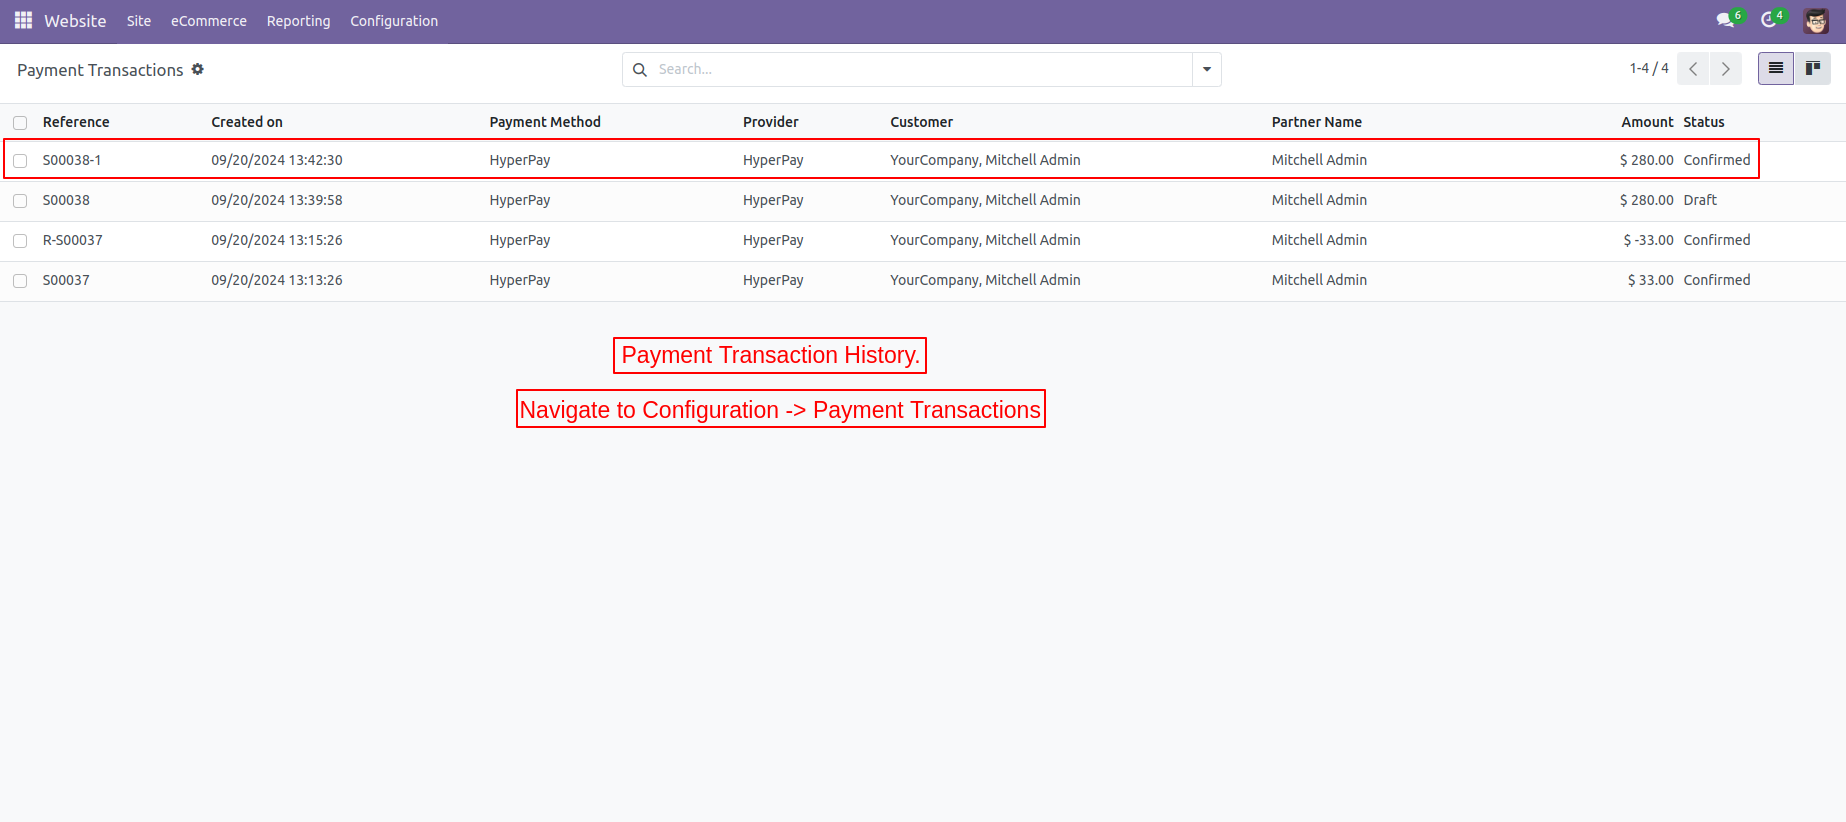 Website Site eCommerce Reporting Configuration 6 4
Payment Transactions Search... 1-4 / 4
Reference Created on Payment Method Provider Customer Partner Name Amount Status
S00038-1 09/20/2024 13:42:30 HyperPay HyperPay YourCompany, Mitchell Admin Mitchell Admin $ 280.00 Confirmed
S00038 09/20/2024 13:39:58 HyperPay HyperPay YourCompany, Mitchell Admin Mitchell Admin $ 280.00 Draft
R-S00037 09/20/2024 13:15:26 HyperPay HyperPay YourCompany, Mitchell Admin Mitchell Admin $ -33.00 Confirmed
S00037 09/20/2024 13:13:26 HyperPay HyperPay YourCompany, Mitchell Admin Mitchell Admin $ 33.00 Confirmed
Payment Transaction History.
Navigate to Configuration -> Payment Transactions